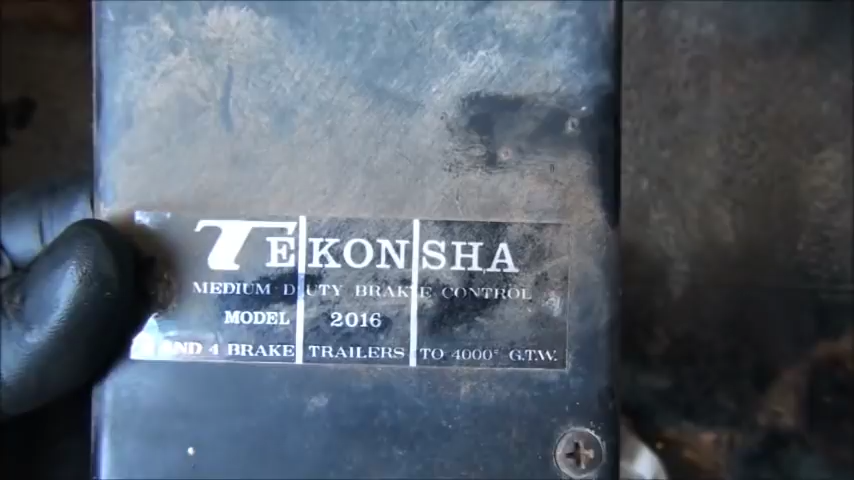 TEKONSHA
MEDIUM DUTY BRAKE CONTROL
MODEL 2016
AND 4 BRAKE TRAILERS TO 4000# G.T.W.